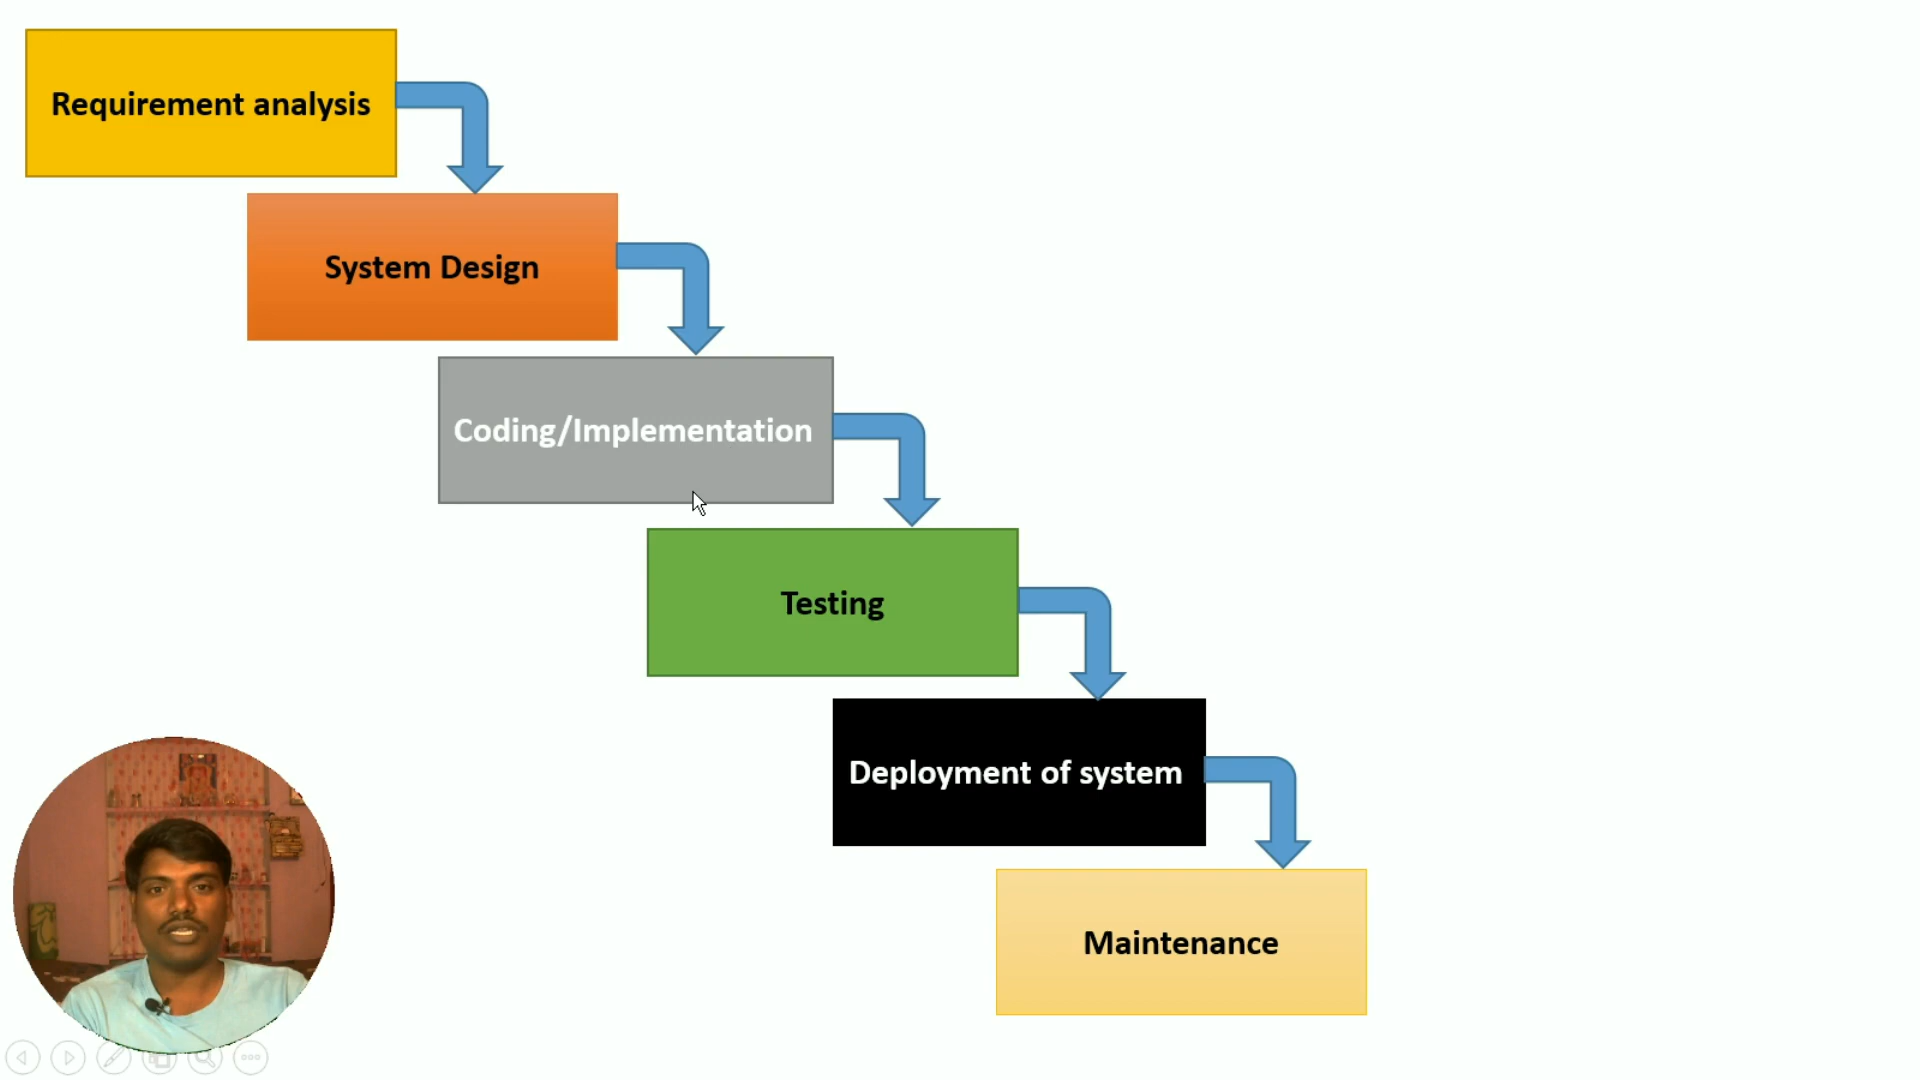 Requirement analysis
System Design
Coding/Implementation
Testing
Deployment of system
Maintenance